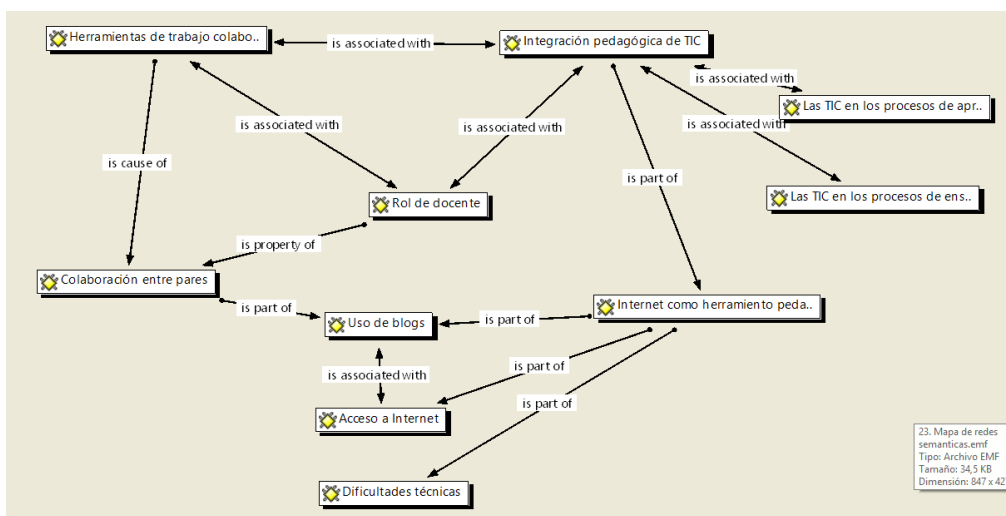 Herramientas de trabajo colabo..
is associated with
Integración pedagógica de TIC
is associated with
Las TIC en los procesos de apr..
is associated with
is associated with
is associated with
is cause of
is part of
Las TIC en los procesos de ens..
Rol de docente
is property of
Colaboración entre pares
is part of
Internet como herramiento peda..
is part of
Uso de blogs
is part of
is associated with
is part of
Acceso a Internet
Dificultades técnicas
23. Mapa de redes
semanticas.emf
Tipo: Archivo EMF
Tamaño: 34,5 KB
Dimensión: 847 x 42